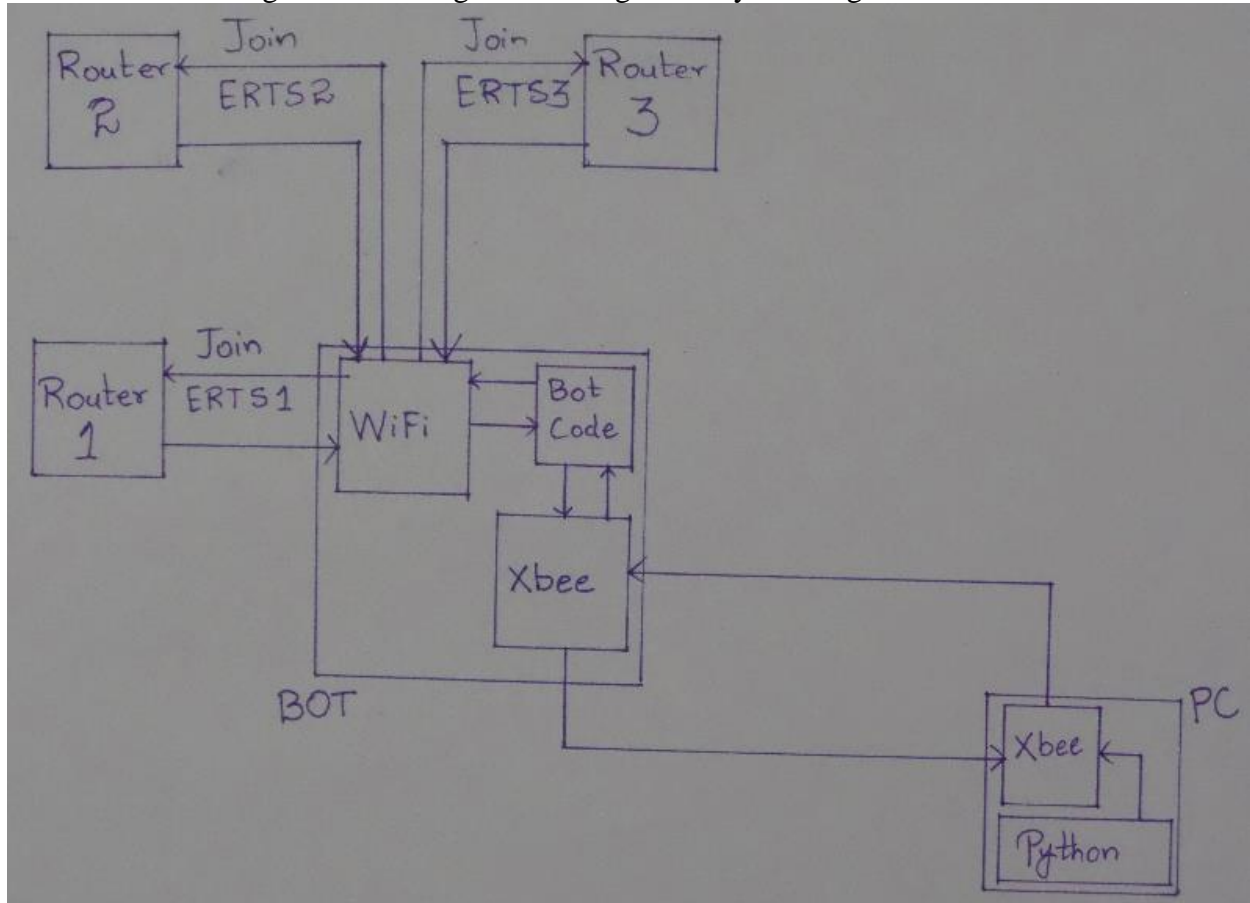 Join
Join
Router
2
ERTS2
ERTS3
Router
3
Join
Router
1
ERTS1
WiFi
Bot
Code
Xbee
BOT
PC
Xbee
Python